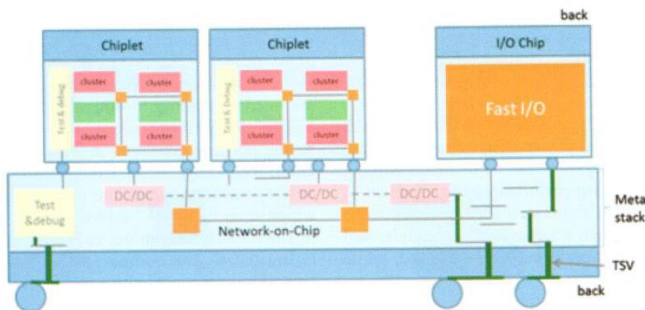 back
Chiplet
Chiplet
I/O Chip
Test & debug
cluster
cluster
cluster
cluster
Test & Debug
cluster
cluster
cluster
cluster
Fast I/O
Test
&debug
DC/DC
DC/DC
DC/DC
Network-on-Chip
Meta
stack
TSV
back